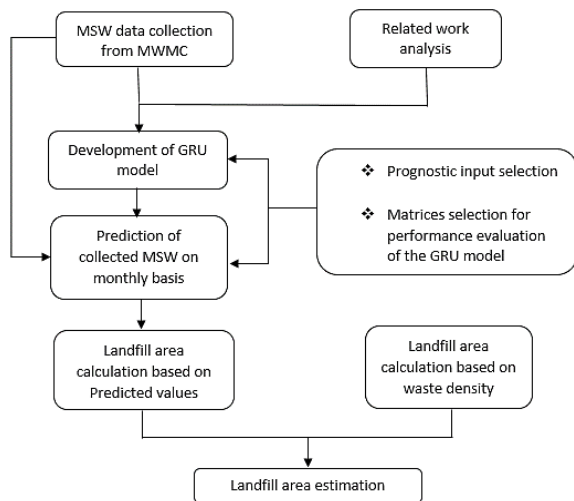 MSW data collection
from MWMC
Related work
analysis
Development of GRU
model
❖ Prognostic input selection
❖ Matrices selection for
performance evaluation
of the GRU model
Prediction of
collected MSW on
monthly basis
Landfill area
calculation based on
Predicted values
Landfill area
calculation based on
waste density
Landfill area estimation